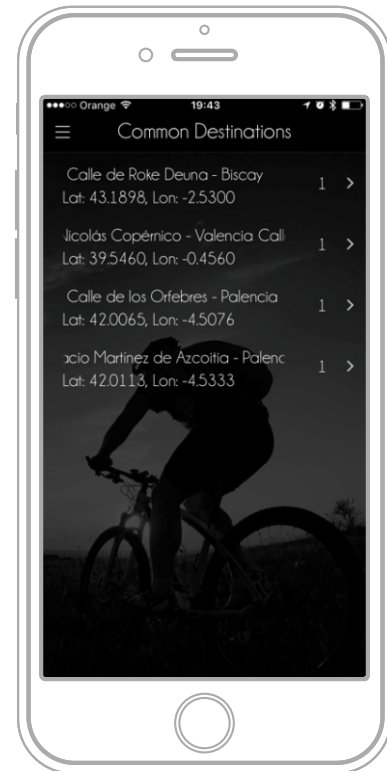 Orange 19:43
Common Destinations
Calle de Roke Deuna - Biscay
Lat: 43.1898, Lon: -2.5300
1
Nicolás Copérnico - Valencia Call
Lat: 39.5460, Lon: -0.4560
1
Calle de los Orfebres - Palencia
Lat: 42.0065, Lon: -4.5076
1
acio Martínez de Azcoitia - Palenc
Lat: 42.0113, Lon: -4.5333
1